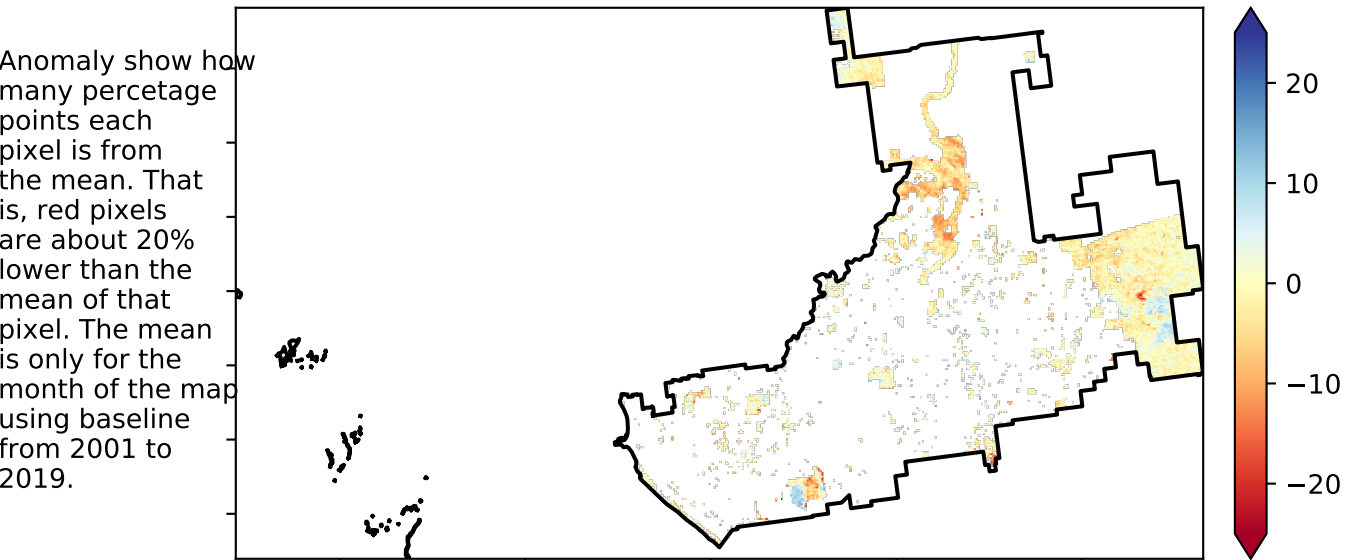 Anomaly show how
many percetage
points each
pixel is from
the mean. That
is, red pixels
are about 20%
lower than the
mean of that
pixel. The mean
is only for the
month of the map
using baseline
from 2001 to
2019.
20
10
0
−10
−20